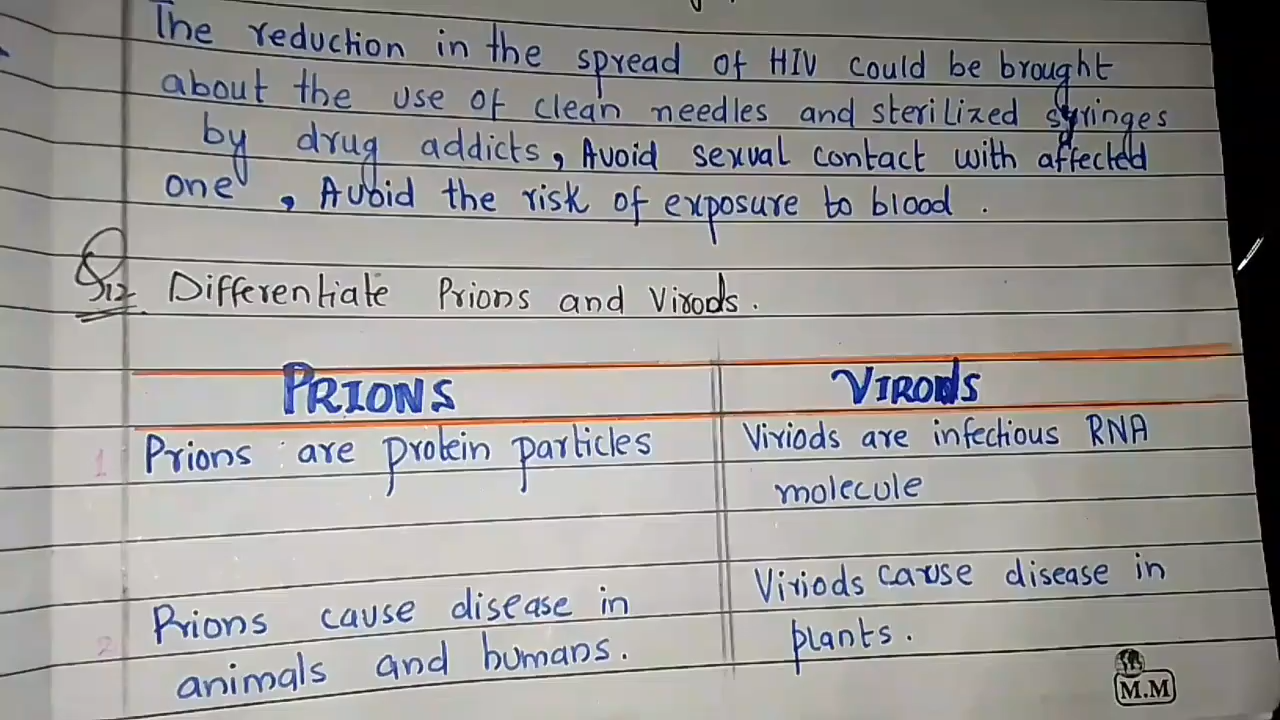 The reduction in the spread of HIV could be brought
about the use of clean needles and sterilized syringes
by drug addicts, Avoid sexual contact with affected
one, Avoid the risk of exposure to blood.
Q12. Differentiate Prions and Virods.
PRIONS VIRODS
1 Prions are protein particles
Viriods are infectious RNA
molecule
2 Prions cause disease in
animals and humans.
Viriods cause disease in
plants.
M.M